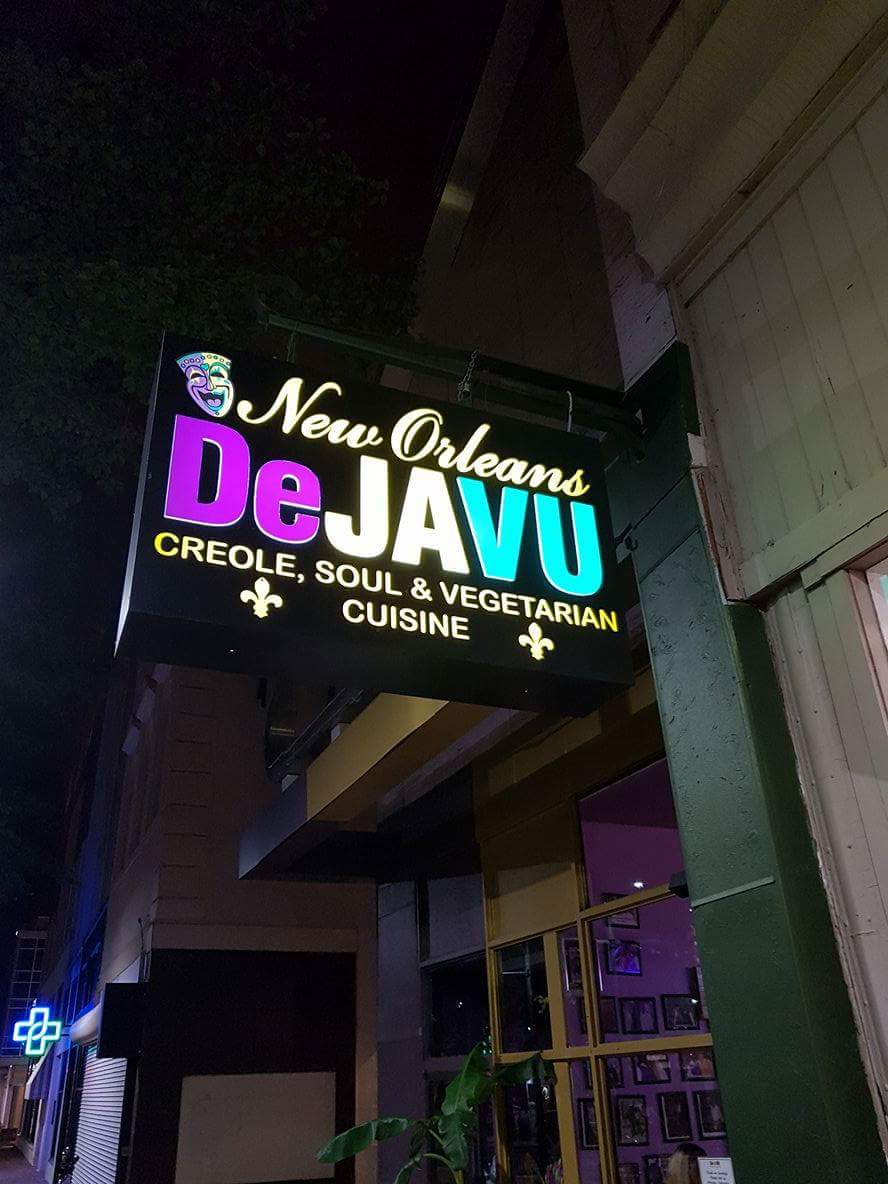 New Orleans
DeJAVU
CREOLE, SOUL & VEGETARIAN
CUISINE